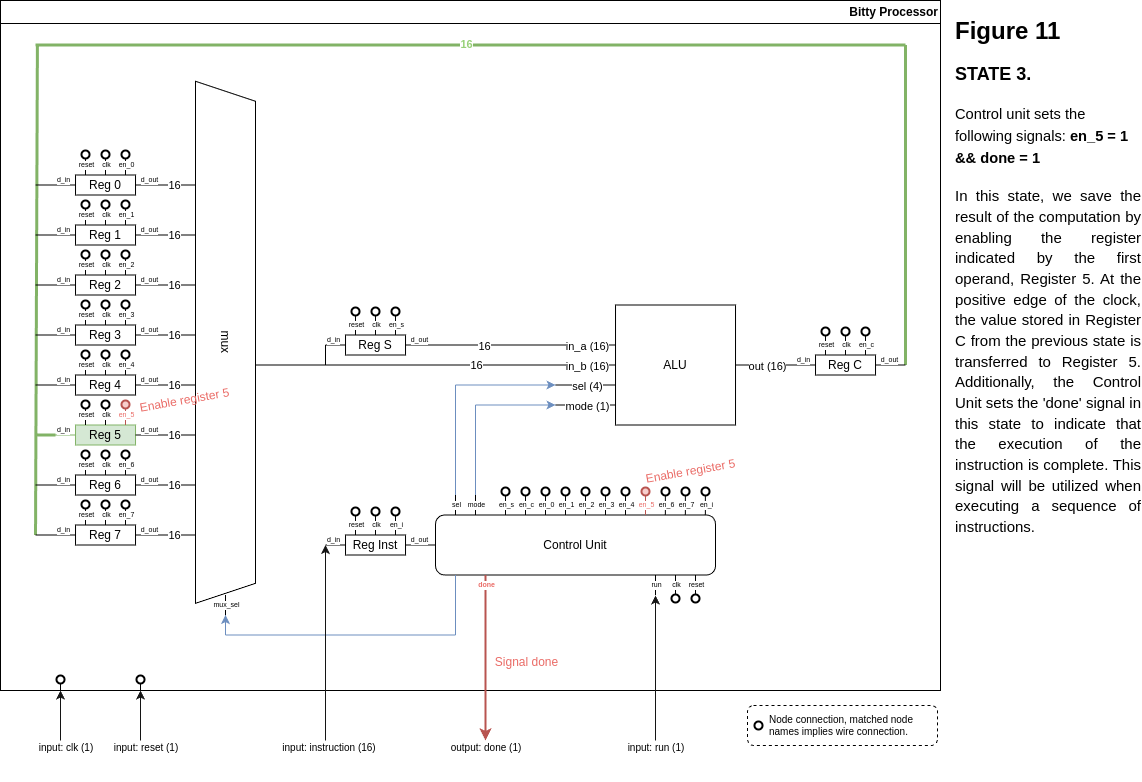 Bitty Processor
16
reset clk en_0
d_in Reg 0 d_out 16
reset clk en_1
d_in Reg 1 d_out 16
reset clk en_2
d_in Reg 2 d_out 16
reset clk en_3
d_in Reg 3 d_out 16
reset clk en_4
d_in Reg 4 d_out 16
Enable register 5
reset clk en_5
d_in Reg 5 d_out 16
reset clk en_6
d_in Reg 6 d_out 16
reset clk en_7
d_in Reg 7 d_out 16
mux
mux_sel
reset clk en_s
d_in Reg S d_out
16 in_a (16)
16 in_b (16)
sel (4)
mode (1)
ALU
out (16)
reset clk en_c
d_in Reg C d_out
Enable register 5
sel mode en_s en_c en_0 en_1 en_2 en_3 en_4 en_5 en_6 en_7 en_i
reset clk en_i
d_in Reg Inst d_out
Control Unit
done run clk reset
Signal done
input: clk (1) input: reset (1) input: instruction (16) output: done (1) input: run (1)
Node connection, matched node
names implies wire connection.
Figure 11
STATE 3.
Control unit sets the
following signals: en_5 = 1
&& done = 1
In this state, we save the
result of the computation by
enabling the register
indicated by the first
operand, Register 5. At the
positive edge of the clock,
the value stored in Register
C from the previous state is
transferred to Register 5.
Additionally, the Control
Unit sets the 'done' signal in
this state to indicate that
the execution of the
instruction is complete. This
signal will be utilized when
executing a sequence of
instructions.